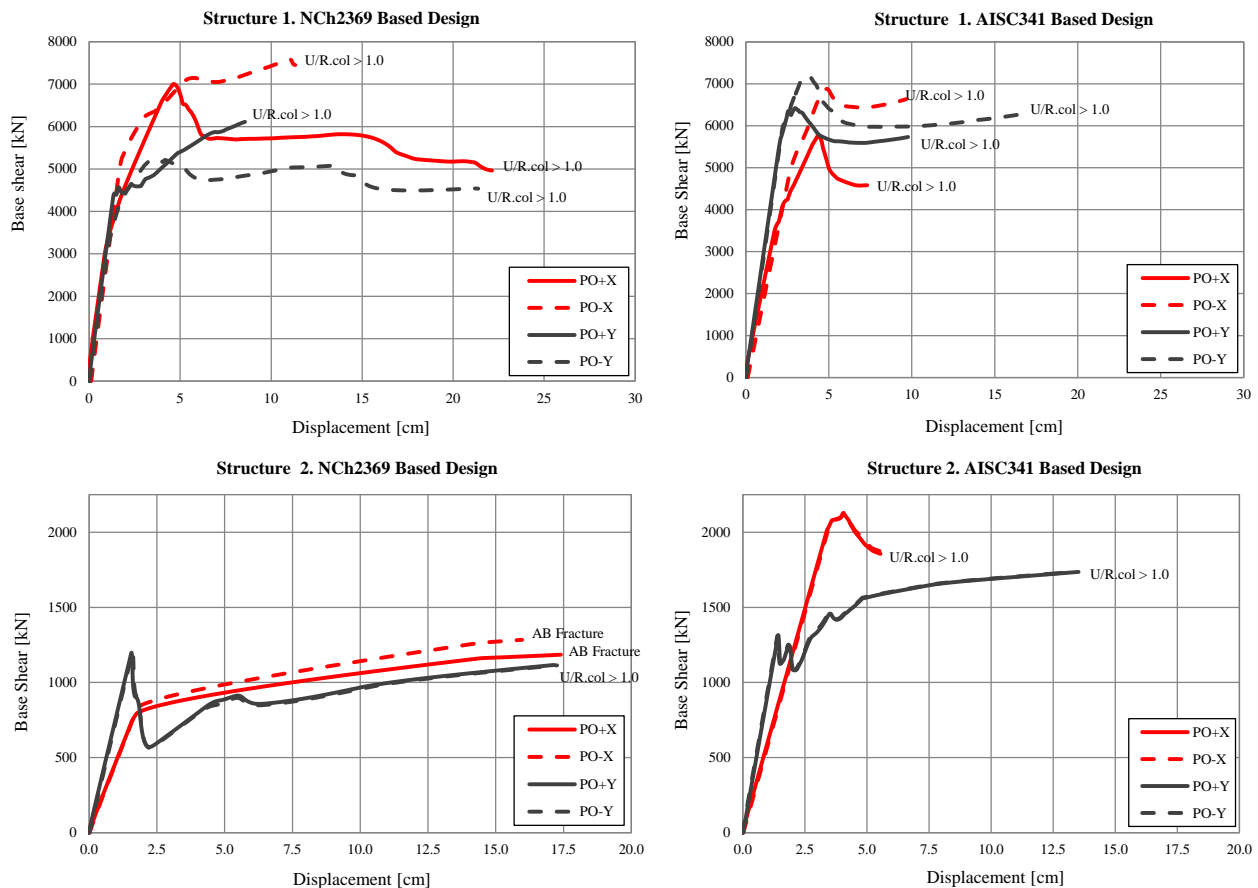 Structure 1. NCh2369 Based Design
8000
7000
6000
5000
4000
3000
2000
1000
0
Base shear [kN]
U/R.col > 1.0
U/R.col > 1.0
U/R.col > 1.0
U/R.col > 1.0
PO+X
PO-X
PO+Y
PO-Y
0 5 10 15 20 25 30
Displacement [cm]
Structure 1. AISC341 Based Design
8000
7000
6000
5000
4000
3000
2000
1000
0
Base Shear [kN]
U/R.col > 1.0
U/R.col > 1.0
U/R.col > 1.0
U/R.col > 1.0
PO+X
PO-X
PO+Y
PO-Y
0 5 10 15 20 25 30
Displacement [cm]
Structure 2. NCh2369 Based Design
2000
1500
1000
500
0
Base Shear [kN]
AB Fracture
AB Fracture
U/R.col > 1.0
PO+X
PO-X
PO+Y
PO-Y
0.0 2.5 5.0 7.5 10.0 12.5 15.0 17.5 20.0
Displacement [cm]
Structure 2. AISC341 Based Design
2000
1500
1000
500
0
Base Shear [kN]
U/R.col > 1.0
U/R.col > 1.0
PO+X
PO-X
PO+Y
PO-Y
0.0 2.5 5.0 7.5 10.0 12.5 15.0 17.5 20.0
Displacement [cm]